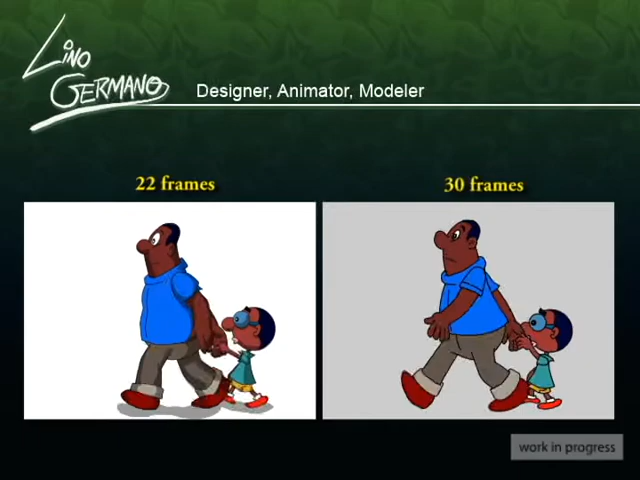 Lino
Germano
Designer, Animator, Modeler
22 frames
30 frames
work in progress